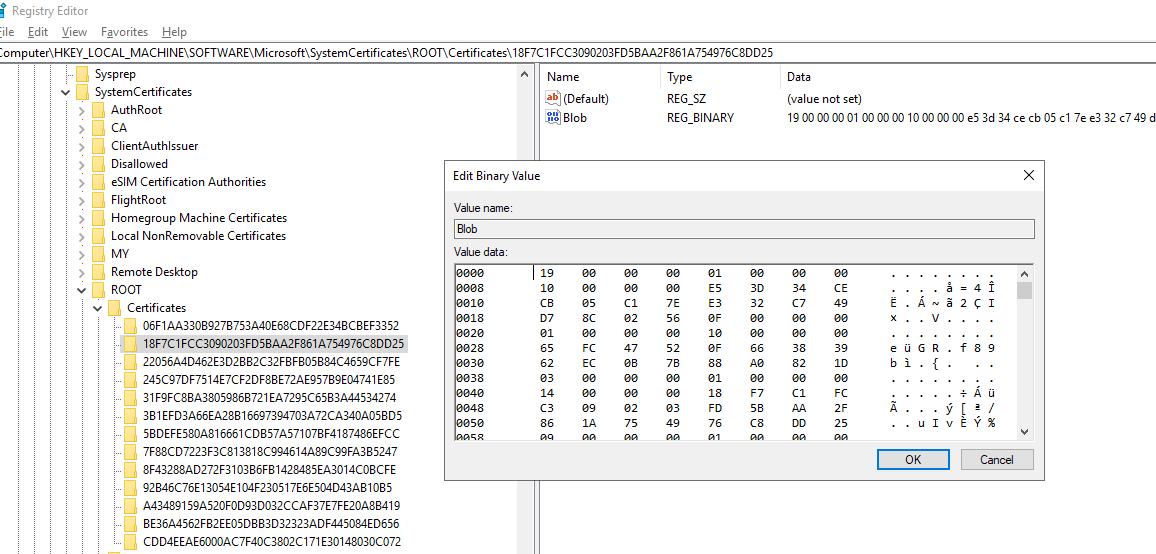 Registry Editor
File Edit View Favorites Help
Computer\HKEY_LOCAL_MACHINE\SOFTWARE\Microsoft\SystemCertificates\ROOT\Certificates\18F7C1FCC3090203FD5BAA2F861A754976C8DD25
Sysprep
SystemCertificates
AuthRoot
CA
ClientAuthIssuer
Disallowed
eSIM Certification Authorities
FlightRoot
Homegroup Machine Certificates
Local NonRemovable Certificates
MY
Remote Desktop
ROOT
Certificates
06F1AA330B927B753A40E68CDF22E34BCBEF3352
18F7C1FCC3090203FD5BAA2F861A754976C8DD25
22056A4D462E3D2BB2C32FBFB05B84C4659CF7FE
245C97DF7514E7CF2DF8BE72AE957B9E04741E85
31F9FC8BA3805986B721EA7295C65B3A44534274
3B1EFD3A66EA28B16697394703A72CA340A05BD5
5BDEFE580A816661CDB57A57107BF4187486EFCC
7F88CD7223F3C813818C994614A89C99FA3B5247
8F43288AD272F3103B6FB1428485EA3014C0BCFE
92B46C76E13054E104F230517E6E504D43AB10B5
A43489159A520F0D93D032CCAF37E7FE20A8B419
BE36A4562FB2EE05DBB3D32323ADF445084ED656
CDD4EEAE6000AC7F40C3802C171E30148030C072
Name Type Data
(Default) REG_SZ (value not set)
Blob REG_BINARY 19 00 00 00 01 00 00 00 10 00 00 00 e5 3d 34 ce cb 05 c1 7e e3 32 c7 49 d
Edit Binary Value
Value name:
Blob
Value data:
0000 19 00 00 00 01 00 00 00 . . . . . . . .
0008 10 00 00 00 E5 3D 34 CE . . . . å = 4 Î
0010 CB 05 C1 7E E3 32 C7 49 Ë . Á ~ ã 2 Ç I
0018 D7 8C 02 56 0F 00 00 00 × . . V . . . .
0020 01 00 00 00 10 00 00 00 . . . . . . . .
0028 65 FC 47 52 0F 66 38 39 e ü G R . f 8 9
0030 62 EC 0B 7B 88 A0 82 1D b ì . { . . .
0038 03 00 00 00 01 00 00 00 . . . . . . . .
0040 14 00 00 00 18 F7 C1 FC . . . . . ÷ Á ü
0048 C3 09 02 03 FD 5B AA 2F Ã . . . ý [ ª /
0050 86 1A 75 49 76 C8 DD 25 . . u I v È Ý %
0058 09 00 00 00 01 00 00 00 . . . . . . . .
OK Cancel